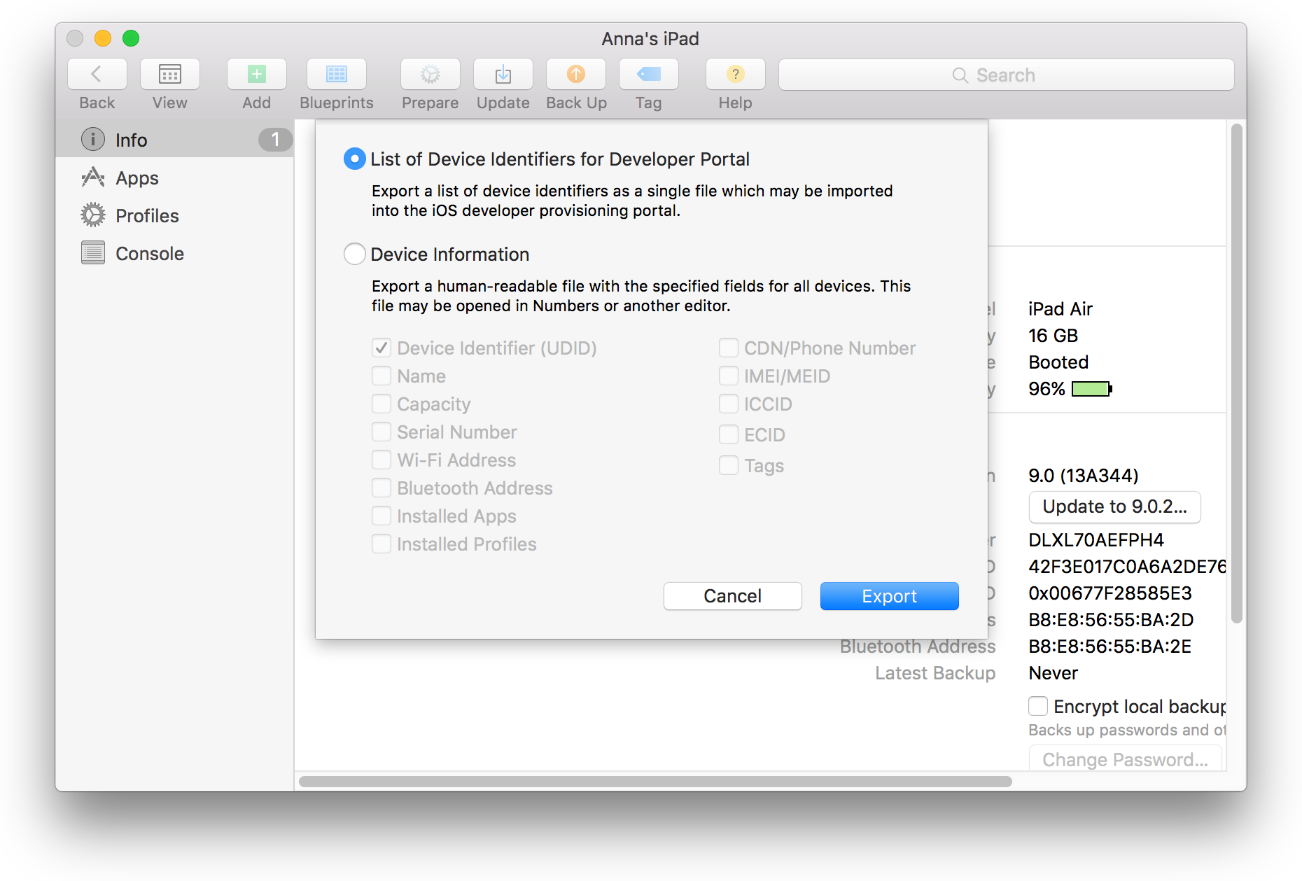 Anna's iPad
Search
Back View Add Blueprints Prepare Update Back Up Tag ? Help
Info 1
Apps
Profiles
Console
List of Device Identifiers for Developer Portal
Export a list of device identifiers as a single file which may be imported
into the iOS developer provisioning portal.
Device Information
Export a human-readable file with the specified fields for all devices. This
file may be opened in Numbers or another editor.
Device Identifier (UDID)
Name
Capacity
Serial Number
Wi-Fi Address
Bluetooth Address
Installed Apps
Installed Profiles
CDN/Phone Number
IMEI/MEID
ICCID
ECID
Tags
Cancel Export
iPad Air
16 GB
Booted
96%
9.0 (13A344)
Update to 9.0.2...
DLXL70AEFPH4
42F3E017C0A6A2DE76
0x00677F28585E3
B8:E8:56:55:BA:2D
Bluetooth Address B8:E8:56:55:BA:2E
Latest Backup Never
Encrypt local backup
Backs up passwords and ot
Change Password...